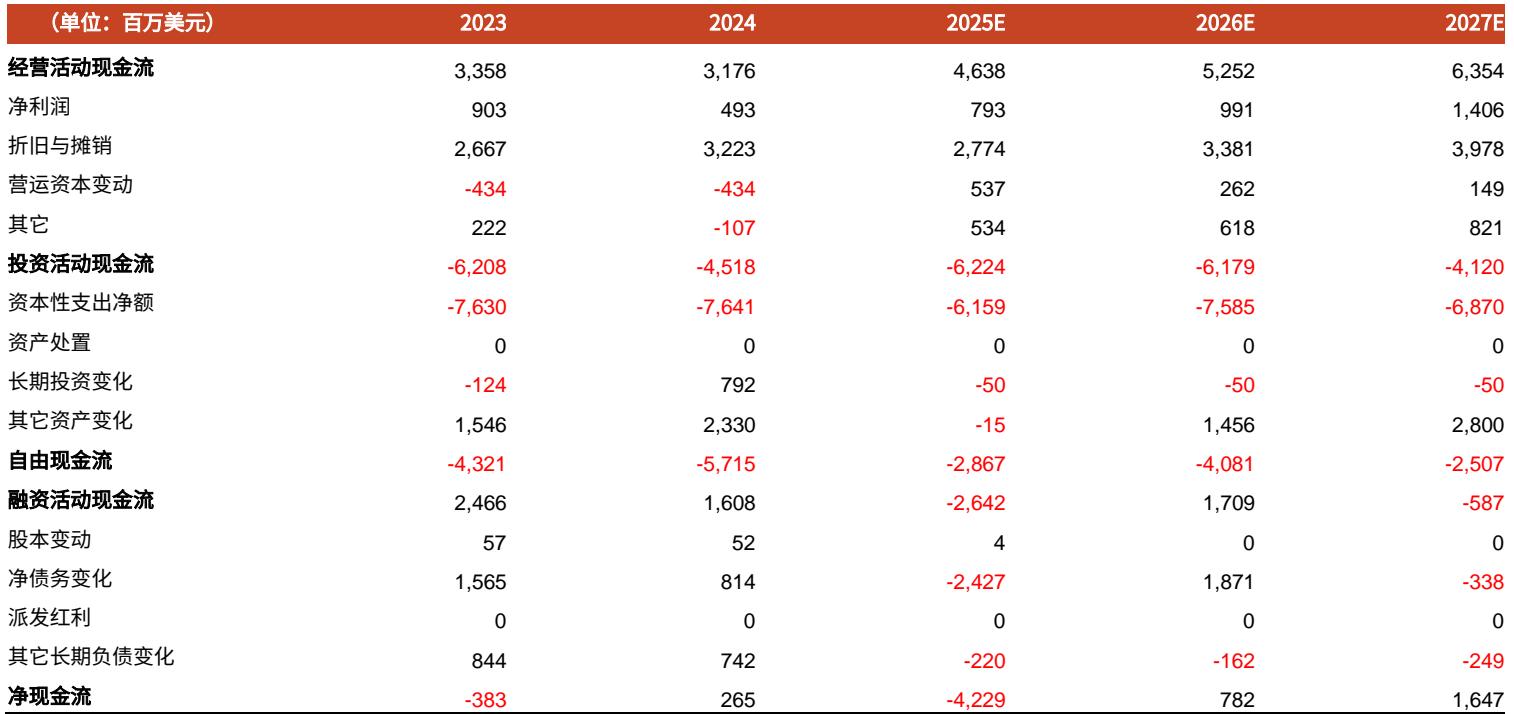 （单位：百万美元） 2023 2024 2025E 2026E 2027E
经营活动现金流 3,358 3,176 4,638 5,252 6,354
净利润 903 493 793 991 1,406
折旧与摊销 2,667 3,223 2,774 3,381 3,978
营运资本变动 -434 -434 537 262 149
其它 222 -107 534 618 821
投资活动现金流 -6,208 -4,518 -6,224 -6,179 -4,120
资本性支出净额 -7,630 -7,641 -6,159 -7,585 -6,870
资产处置 0 0 0 0 0
长期投资变化 -124 792 -50 -50 -50
其它资产变化 1,546 2,330 -15 1,456 2,800
自由现金流 -4,321 -5,715 -2,867 -4,081 -2,507
融资活动现金流 2,466 1,608 -2,642 1,709 -587
股本变动 57 52 4 0 0
净债务变化 1,565 814 -2,427 1,871 -338
派发红利 0 0 0 0 0
其它长期负债变化 844 742 -220 -162 -249
净现金流 -383 265 -4,229 782 1,647